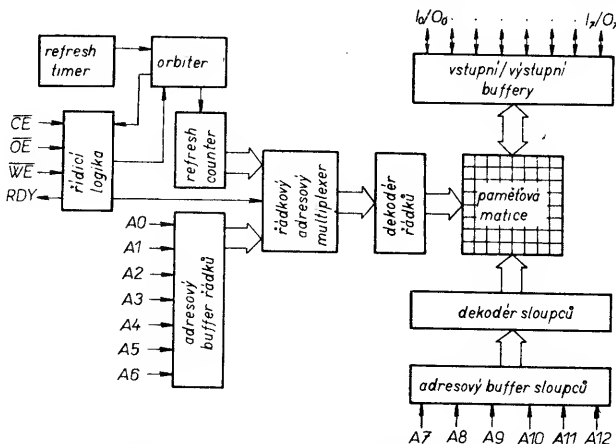 I₀/O₀ . . . . . . I₇/O₇
refresh
timer
orbiter
vstupní/výstupní
buffery
CE
OE
WE
RDY
řídicí
logika
refresh
counter
řádkový
adresový
multiplexer
dekodér
řádků
paměťová
matice
A0
A1
A2
A3
A4
A5
A6
adresový
buffer řádků
dekodér sloupců
adresový buffer sloupců
A7 A8 A9 A10 A11 A12